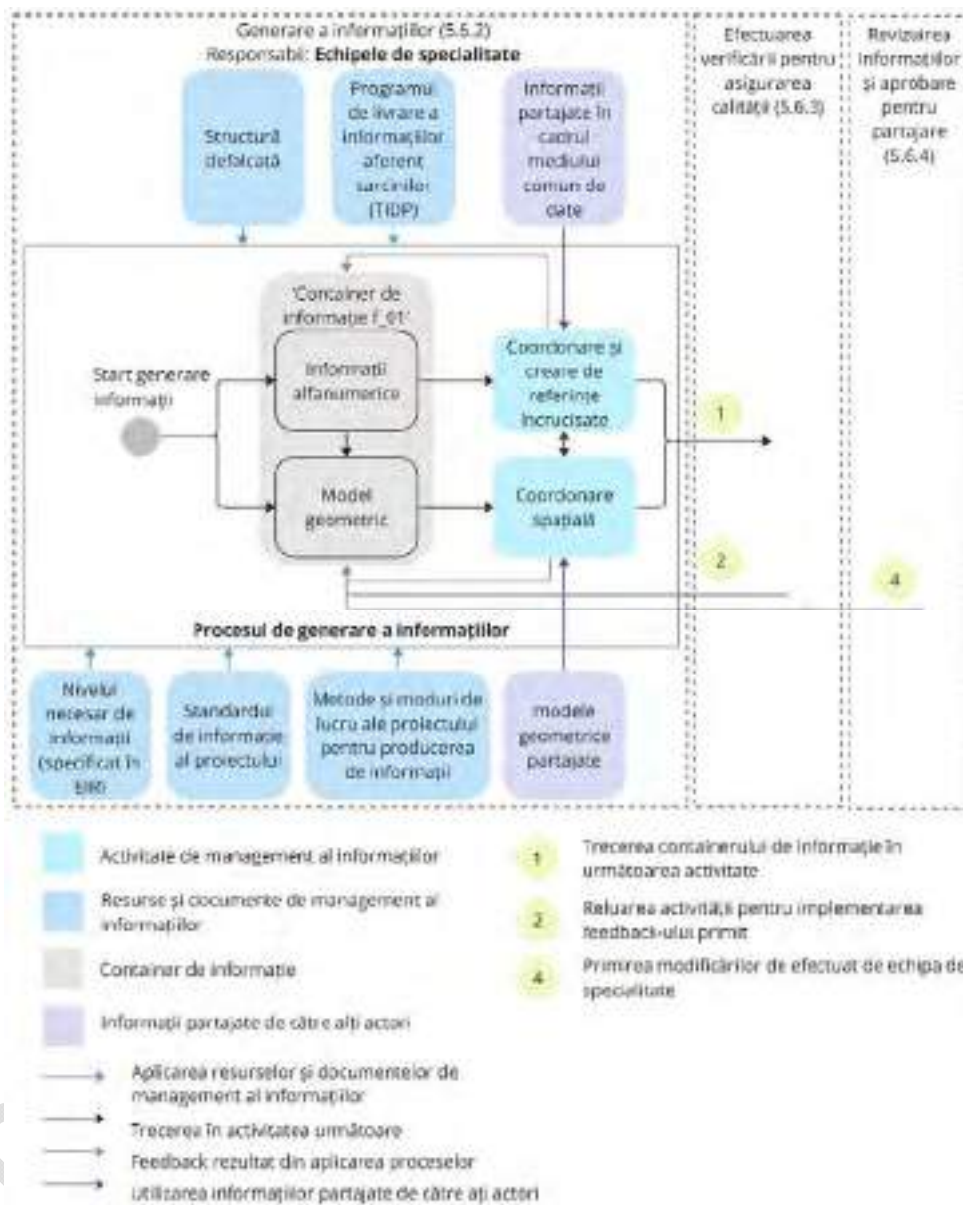 Generare a informațiilor (5.6.2)
Responsabil: Echipele de specialitate
Efectuarea
verificării pentru
asigurarea
calității (5.6.3)
Revizuirea
informațiilor
și aprobare
pentru
partajare
(5.6.4)
Structură
defalcată
Programul
de livrare a
informațiilor
aferent
sarcinilor
(TIDP)
Informații
partajate în
cadrul
mediului
comun de
date
'Container de
informație f_01'
Informații
alfanumerice
Model
geometric
Start generare
informații
Coordonare și
creare de
referințe
încrucisate
Coordonare
spațială
1
2
4
Procesul de generare a informațiilor
Nivelul
necesar de
informații
(specificat în
EIR)
Standardul
de informație
al proiectului
Metode și moduri de
lucru ale proiectului
pentru producerea
de informații
modele
geometrice
partajate
Activitate de management al informațiilor
Resurse și documente de management al
informațiilor
Container de informație
Informații partajate de către alți actori
Aplicarea resurselor și documentelor de
management al informațiilor
Trecerea în activitatea următoare
Feedback rezultat din aplicarea proceselor
utilizarea informațiilor partajate de către ați actori
1
Trecerea containerului de informație în
următoarea activitate
2
Reluarea activității pentru implementarea
feedback-ului primit
4
Primirea modificărilor de efectuat de echipa de
specialitate